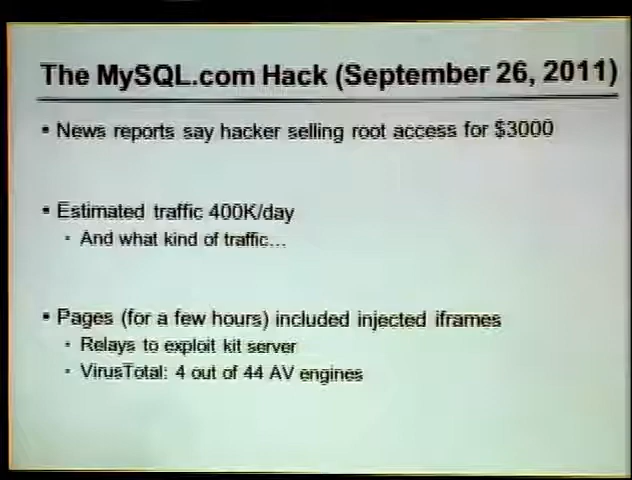 The MySQL.com Hack (September 26, 2011)
▪ News reports say hacker selling root access for $3000
▪ Estimated traffic 400K/day
▪ And what kind of traffic...
▪ Pages (for a few hours) included injected iframes
▪ Relays to exploit kit server
▪ VirusTotal: 4 out of 44 AV engines